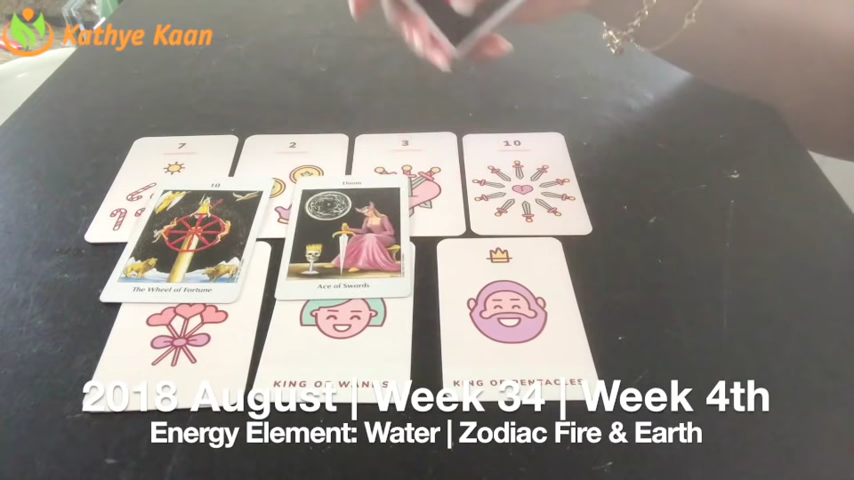 Kathye Kaan
7
2
3
10
10
The Wheel of Fortune
Doom
Ace of Swords
KING OF WANDS
KING OF PENTACLES
2018 August | Week 34 | Week 4th
Energy Element: Water | Zodiac Fire & Earth